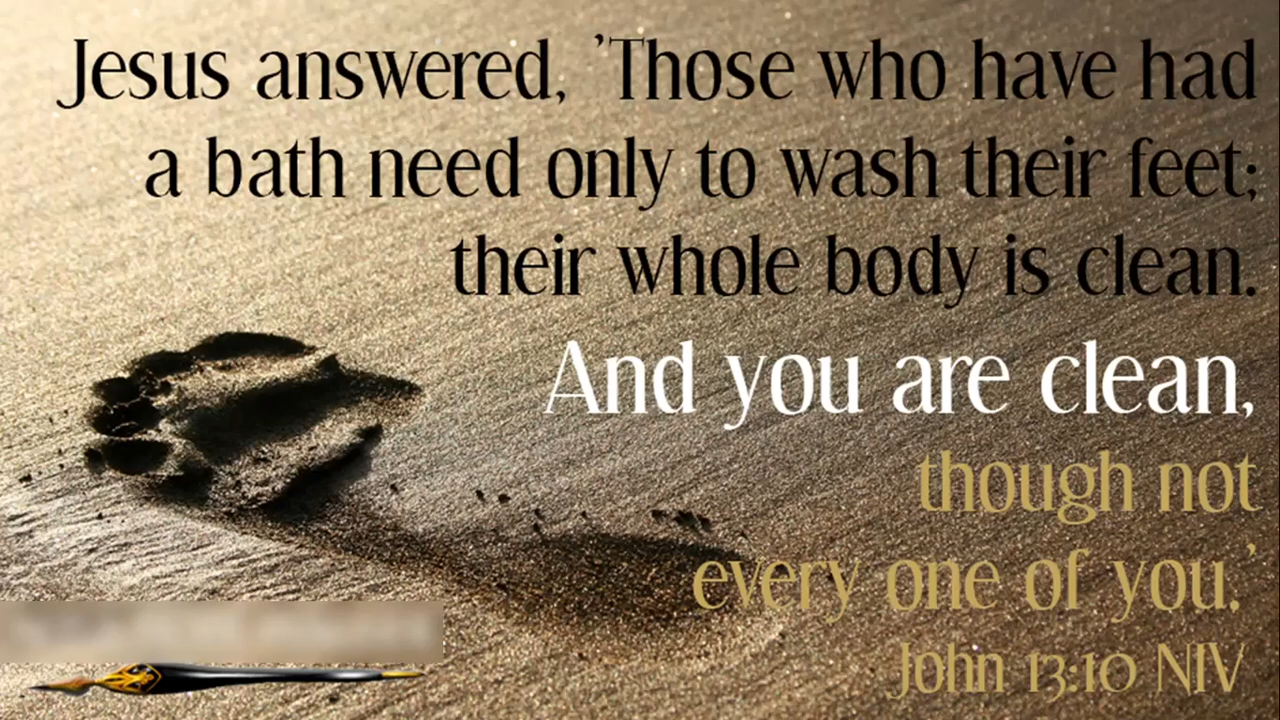 Jesus answered, 'Those who have had
a bath need only to wash their feet;
their whole body is clean.
And you are clean,
though not
every one of you.'
John 13:10 NIV